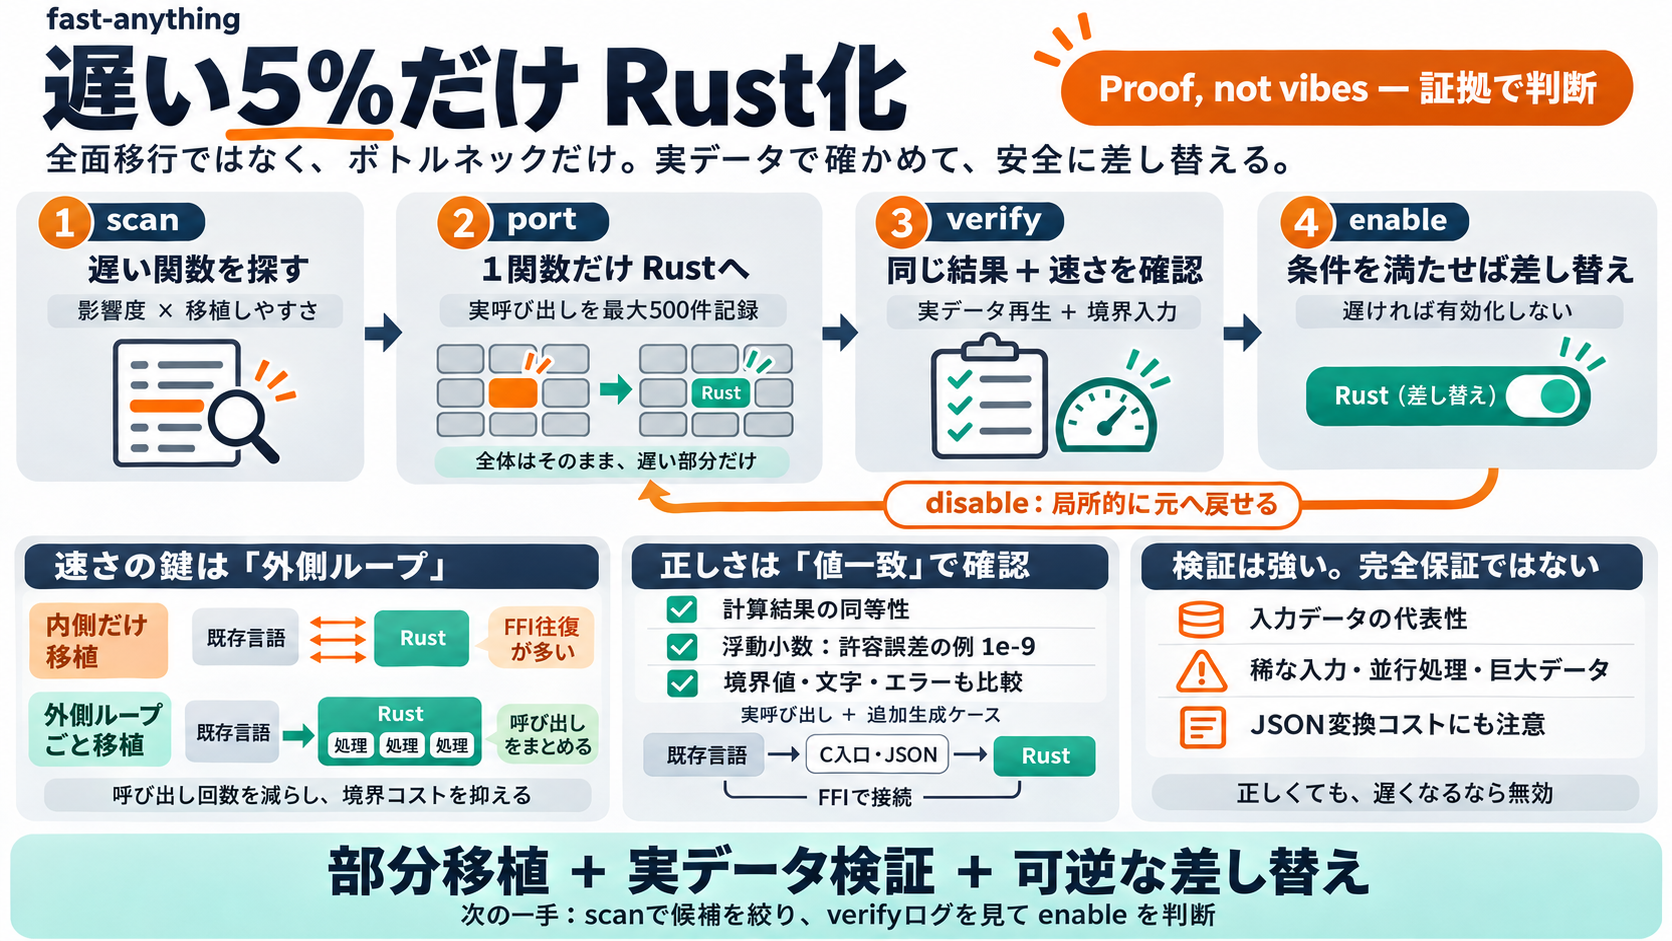 fast-anything
遅い5%だけ Rust化
Proof, not vibes — 証拠で判断
全面移行ではなく、ボトルネックだけ。実データで確かめて、安全に差し替える。
1 scan
遅い関数を探す
影響度 × 移植しやすさ
2 port
1関数だけ Rustへ
実呼び出しを最大500件記録
Rust
全体はそのまま、遅い部分だけ
3 verify
同じ結果 + 速さを確認
実データ再生 + 境界入力
4 enable
条件を満たせば差し替え
遅ければ有効化しない
Rust (差し替え)
disable：局所的に元へ戻せる
速さの鍵は「外側ループ」
内側だけ
移植
既存言語
Rust
FFI往復
が多い
外側ループ
ごと移植
既存言語
Rust
処理 処理 処理
呼び出し
をまとめる
呼び出し回数を減らし、境界コストを抑える
正しさは「値一致」で確認
計算結果の同等性
浮動小数：許容誤差の例 1e-9
境界値・文字・エラーも比較
実呼び出し + 追加生成ケース
既存言語
C入口・JSON
Rust
FFIで接続
検証は強い。完全保証ではない
入力データの代表性
稀な入力・並行処理・巨大データ
JSON変換コストにも注意
正しくても、遅くなるなら無効
部分移植 + 実データ検証 + 可逆な差し替え
次の一手：scanで候補を絞り、verifyログを見て enable を判断